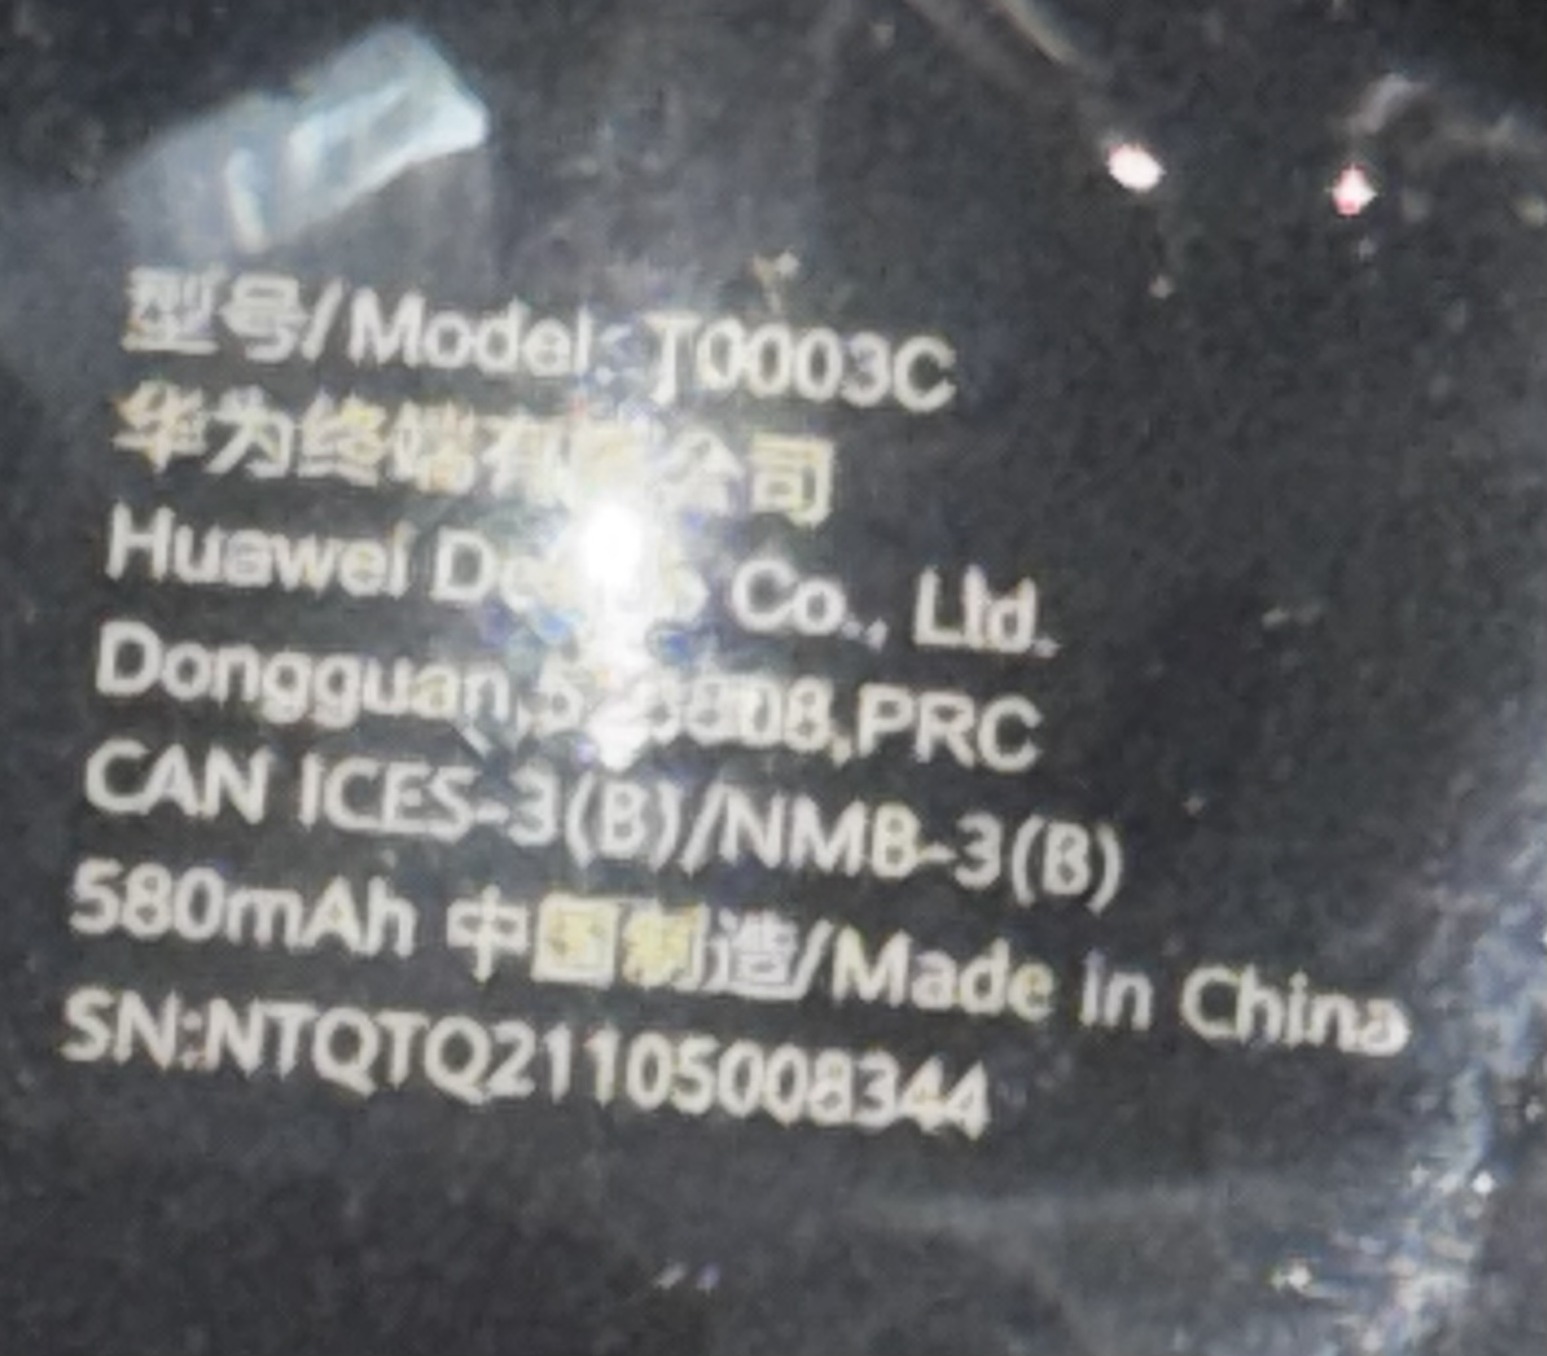 型号/Model: T0003C
华为终端有限公司
Huawei Co., Ltd.
Dongguan, ,PRC
CAN ICES-3(B)/NMB-3(B)
580mAh 中国制造/Made in China
SN:NTQTQ21105008344